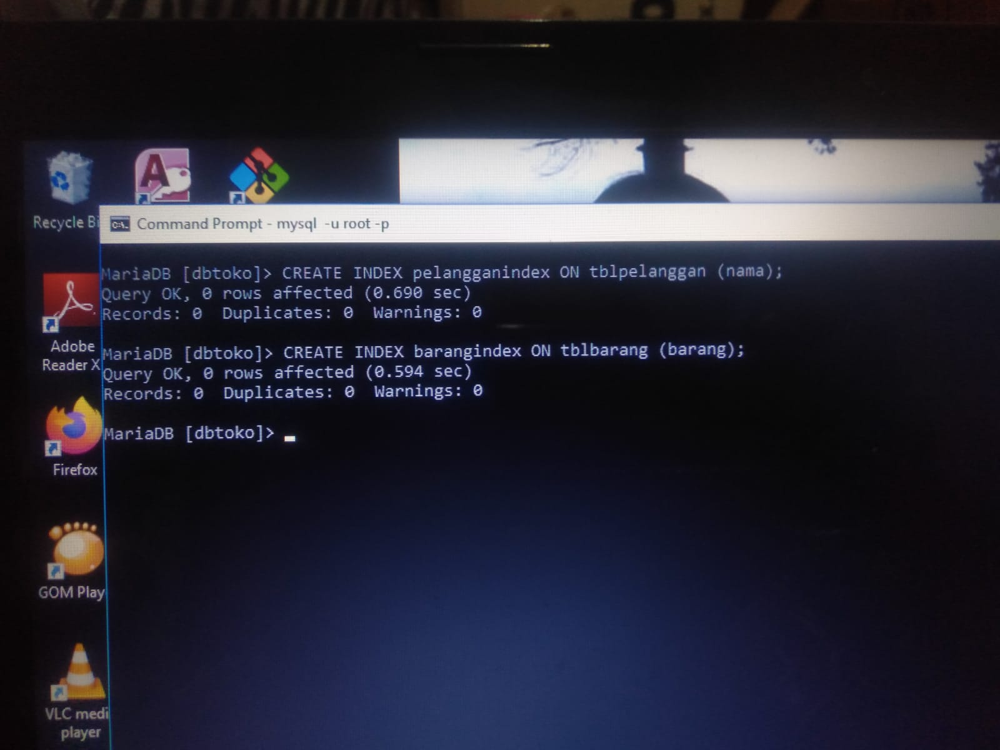 Recycle Bi
Command Prompt - mysql -u root -p
MariaDB [dbtoko]> CREATE INDEX pelangganindex ON tblpelanggan (nama);
Query OK, 0 rows affected (0.690 sec)
Records: 0  Duplicates: 0  Warnings: 0
MariaDB [dbtoko]> CREATE INDEX barangindex ON tblbarang (barang);
Query OK, 0 rows affected (0.594 sec)
Records: 0  Duplicates: 0  Warnings: 0
MariaDB [dbtoko]>
Adobe
Reader X
Firefox
GOM Play
VLC medi
player